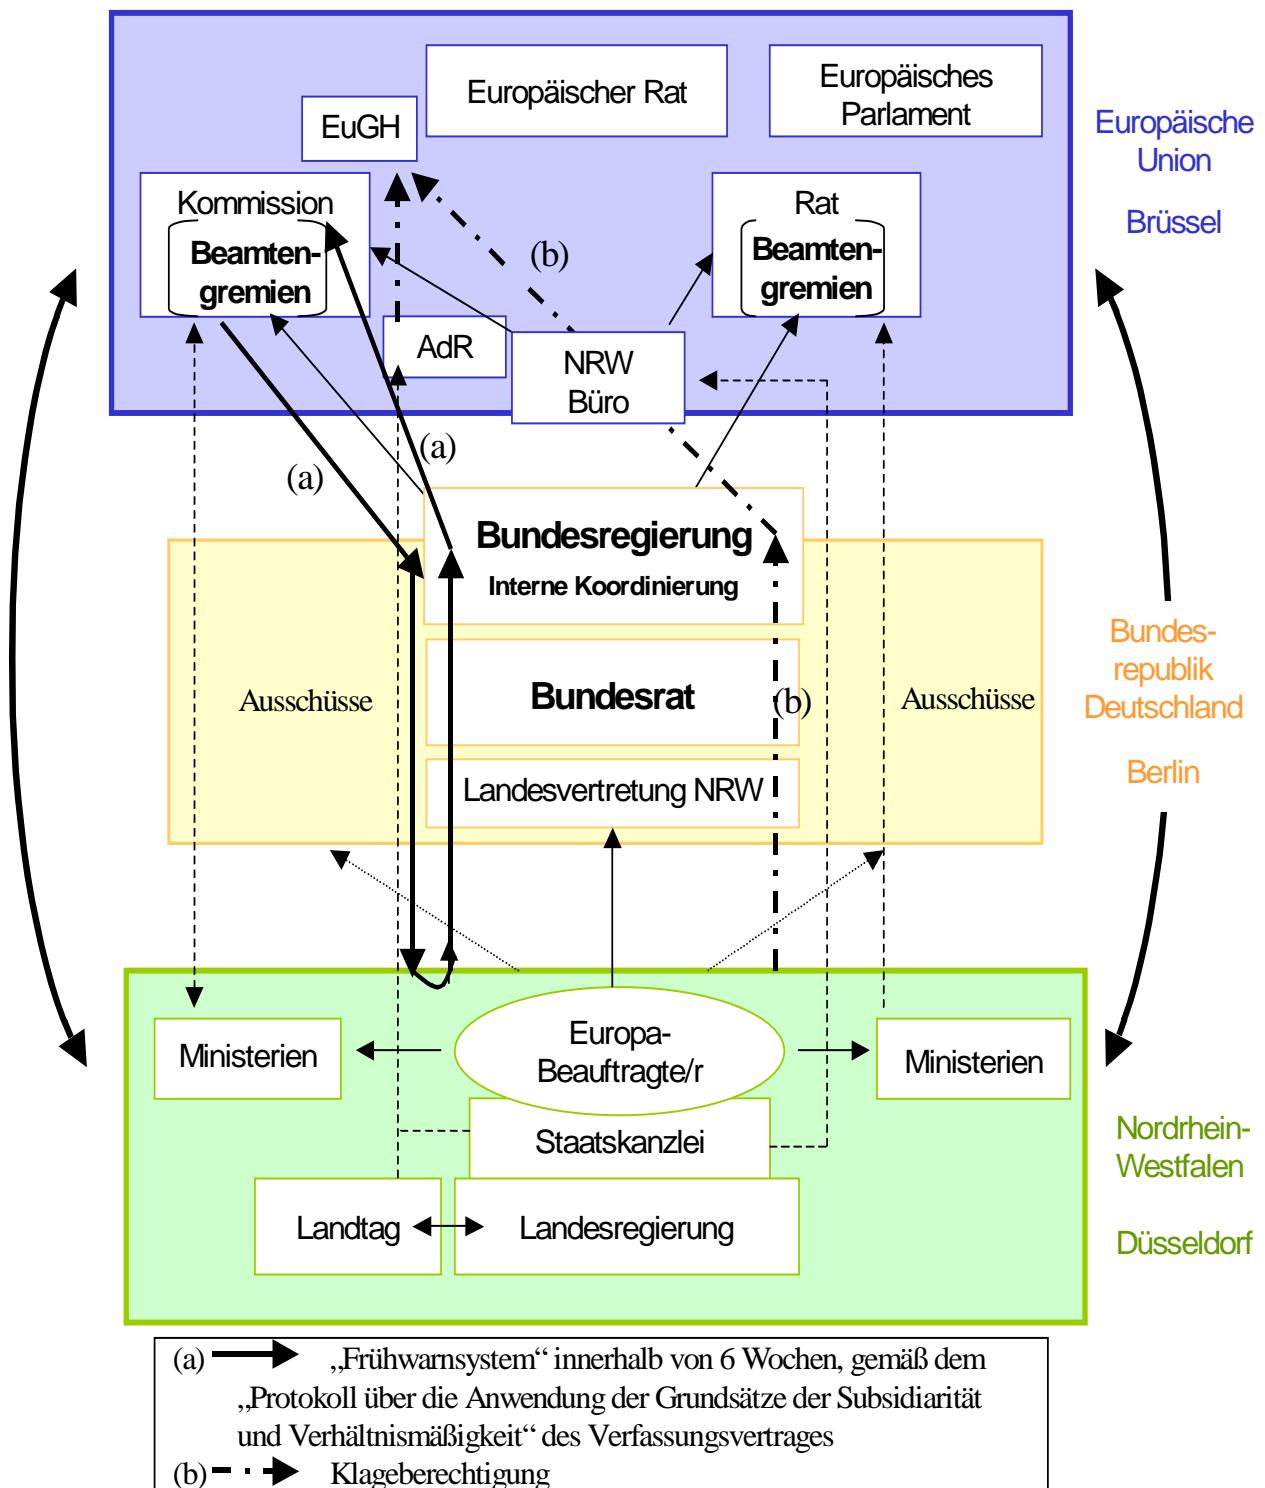 Europäischer Rat
Europäisches
Parlament
EuGH
Kommission
Beamten-
gremien
Rat
Beamten-
gremien
(b)
AdR
NRW
Büro
Europäische
Union
Brüssel
(a)
(a)
Bundesregierung
Interne Koordinierung
Bundesrat
(b)
Ausschüsse
Ausschüsse
Landesvertretung NRW
Bundes-
republik
Deutschland
Berlin
Europa-
Beauftragte/r
Ministerien
Ministerien
Staatskanzlei
Landtag
Landesregierung
Nordrhein-
Westfalen
Düsseldorf
(a) „Frühwarnsystem“ innerhalb von 6 Wochen, gemäß dem
„Protokoll über die Anwendung der Grundsätze der Subsidiarität
und Verhältnismäßigkeit“ des Verfassungsvertrages
(b) Klageberechtigung